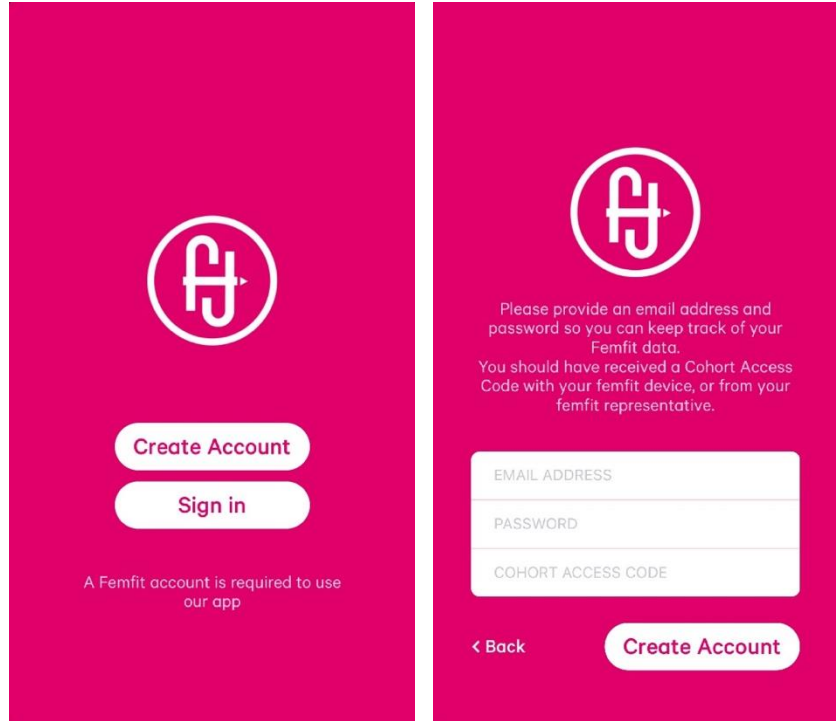 Create Account
Sign in
A Femfit account is required to use
our app
Please provide an email address and
password so you can keep track of your
Femfit data.
You should have received a Cohort Access
Code with your femfit device, or from your
femfit representative.
EMAIL ADDRESS
PASSWORD
COHORT ACCESS CODE
< Back
Create Account